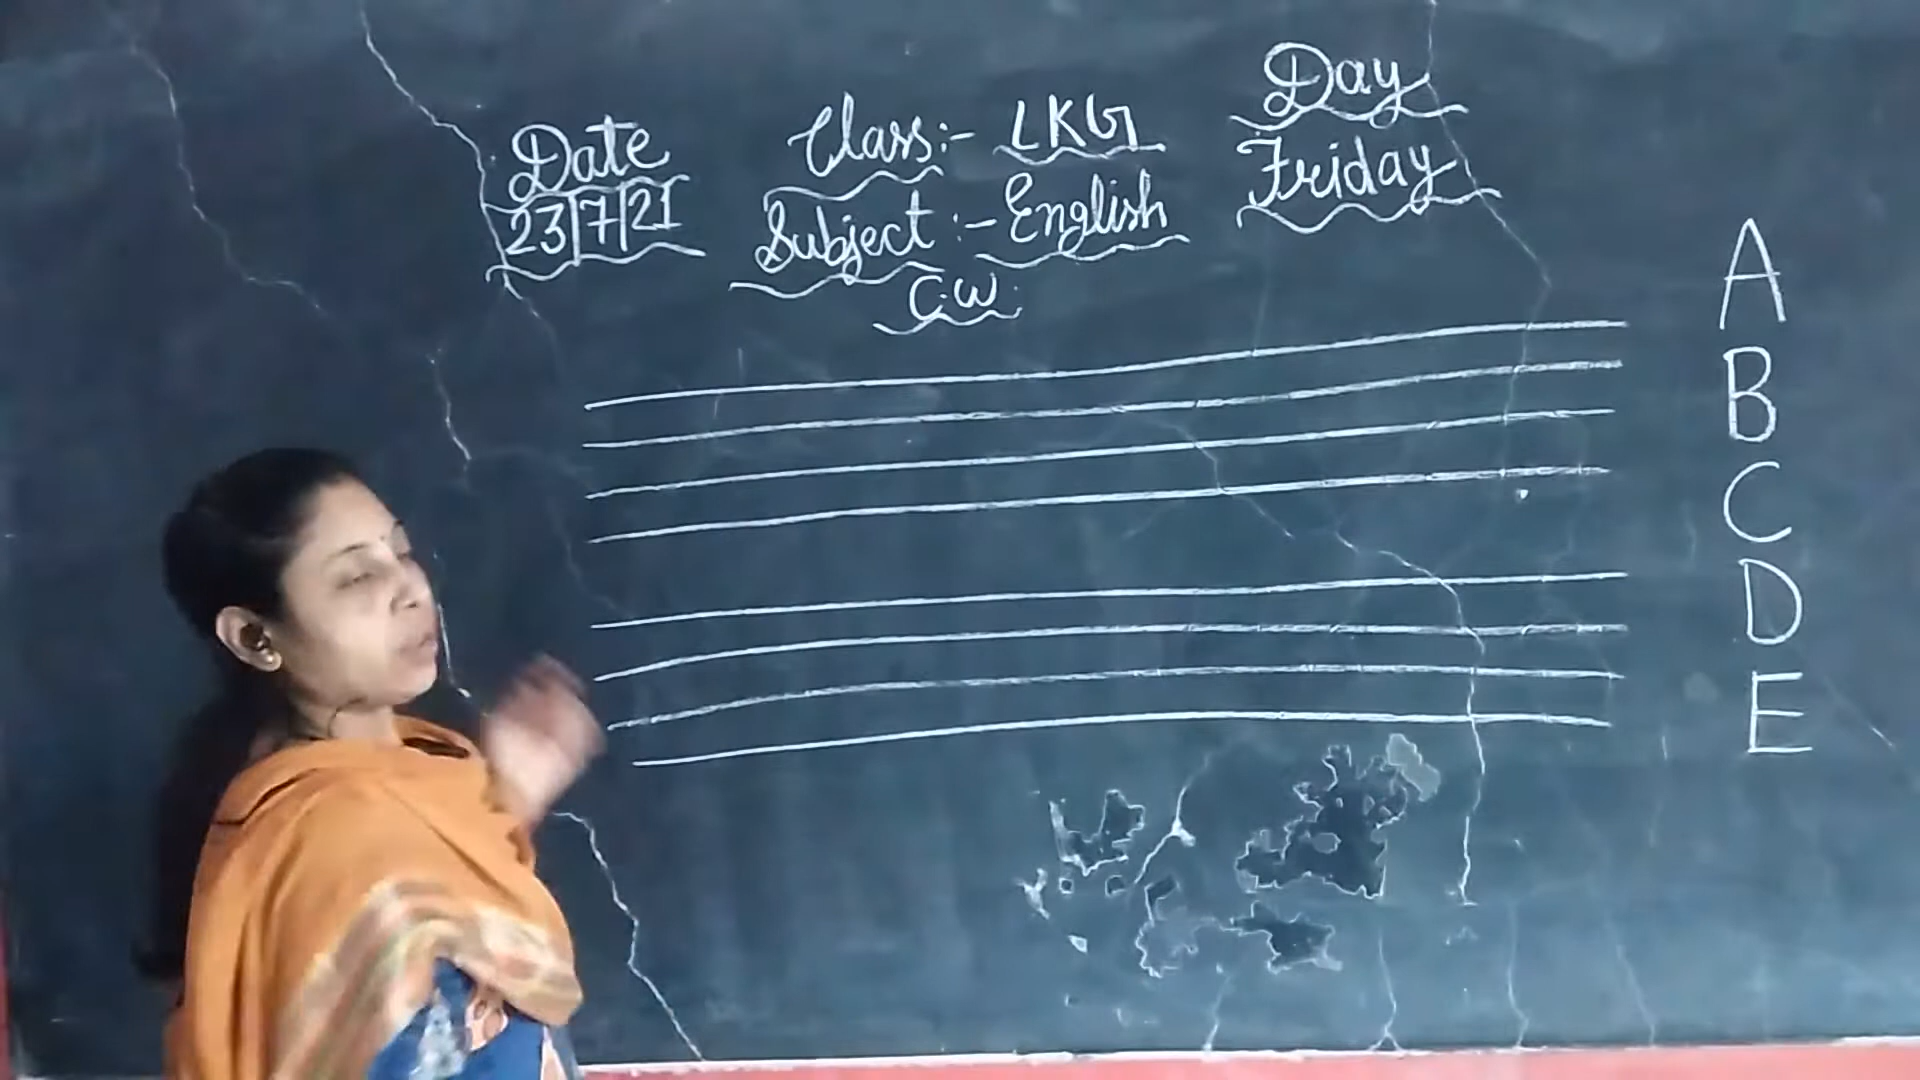 Date
23/7/21
Class:- LKG
Subject:- English
C.W.
Day
Friday
A
B
C
D
E